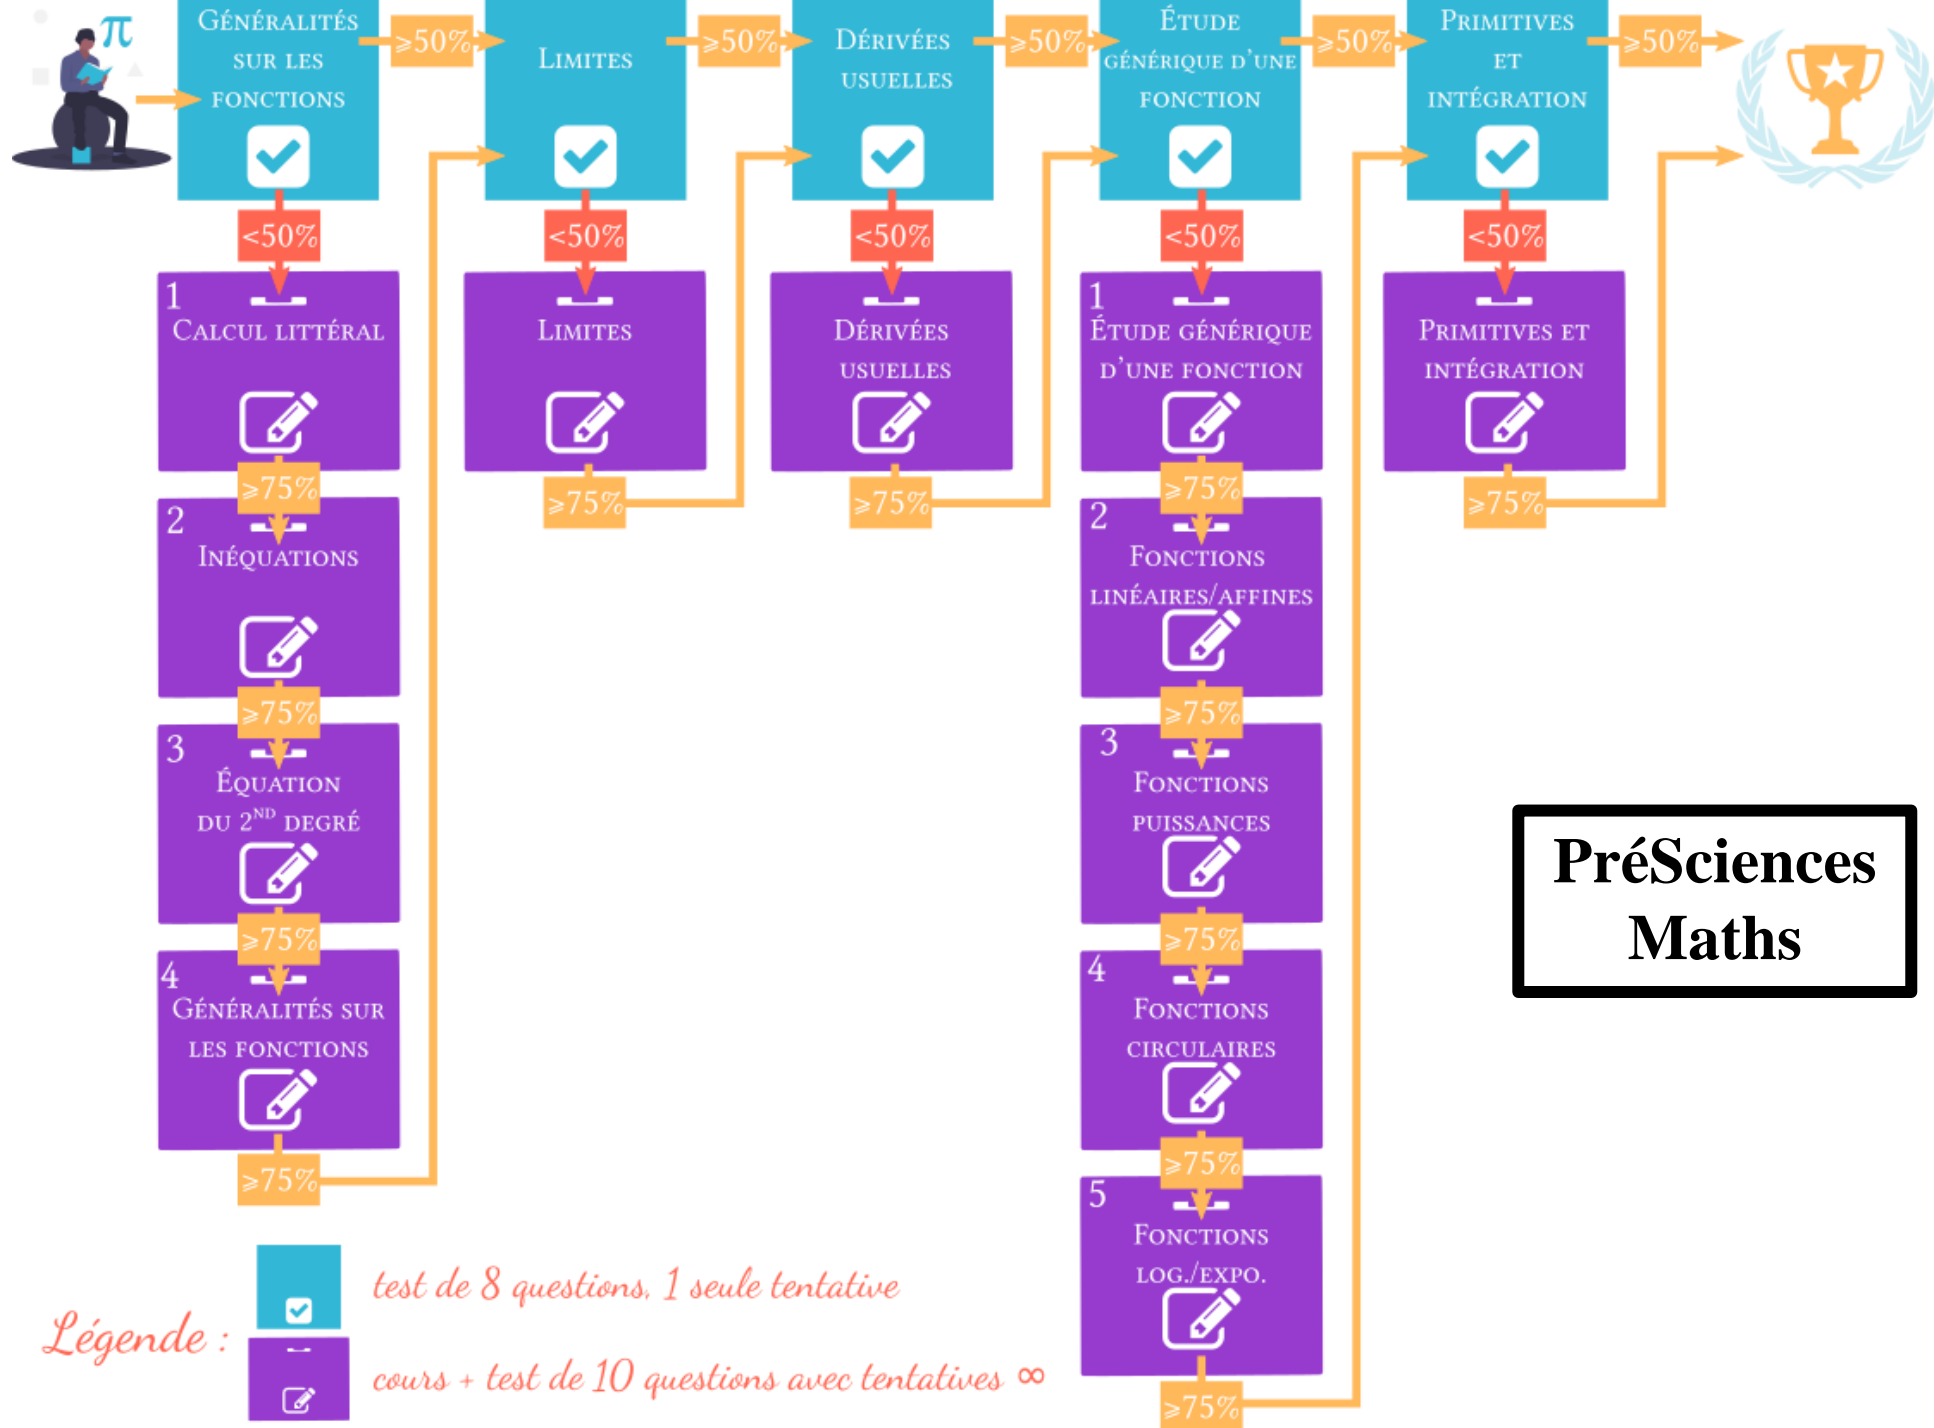 π
GÉNÉRALITÉS
SUR LES
FONCTIONS
≥50%
LIMITES
≥50%
DÉRIVÉES
USUELLES
≥50%
ÉTUDE
GÉNÉRIQUE D'UNE
FONCTION
≥50%
PRIMITIVES
ET
INTÉGRATION
≥50%
<50%
<50%
<50%
<50%
<50%
1
CALCUL LITTÉRAL
≥75%
2
INÉQUATIONS
≥75%
3
ÉQUATION
DU 2ND DEGRÉ
≥75%
4
GÉNÉRALITÉS SUR
LES FONCTIONS
≥75%
LIMITES
≥75%
DÉRIVÉES
USUELLES
≥75%
1
ÉTUDE GÉNÉRIQUE
D'UNE FONCTION
≥75%
2
FONCTIONS
LINÉAIRES/AFFINES
≥75%
3
FONCTIONS
PUISSANCES
≥75%
4
FONCTIONS
CIRCULAIRES
≥75%
5
FONCTIONS
LOG./EXPO.
≥75%
PRIMITIVES ET
INTÉGRATION
≥75%
PréSciences
Maths
Légende :
test de 8 questions, 1 seule tentative
cours + test de 10 questions avec tentatives ∞